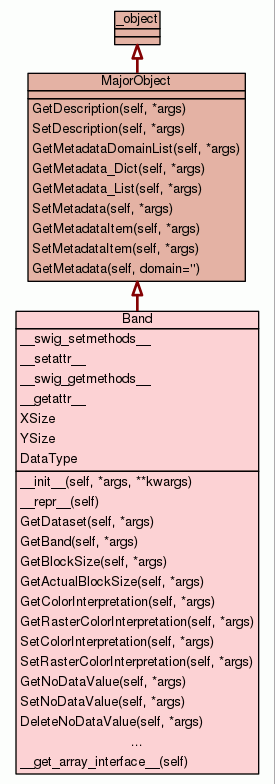 _object
MajorObject
GetDescription(self, *args)
SetDescription(self, *args)
GetMetadataDomainList(self, *args)
GetMetadata_Dict(self, *args)
GetMetadata_List(self, *args)
SetMetadata(self, *args)
GetMetadataItem(self, *args)
SetMetadataItem(self, *args)
GetMetadata(self, domain='')
Band
__swig_setmethods__
__setattr__
__swig_getmethods__
__getattr__
XSize
YSize
DataType
__init__(self, *args, **kwargs)
__repr__(self)
GetDataset(self, *args)
GetBand(self, *args)
GetBlockSize(self, *args)
GetActualBlockSize(self, *args)
GetColorInterpretation(self, *args)
GetRasterColorInterpretation(self, *args)
SetColorInterpretation(self, *args)
SetRasterColorInterpretation(self, *args)
GetNoDataValue(self, *args)
SetNoDataValue(self, *args)
DeleteNoDataValue(self, *args)
...
__get_array_interface__(self)